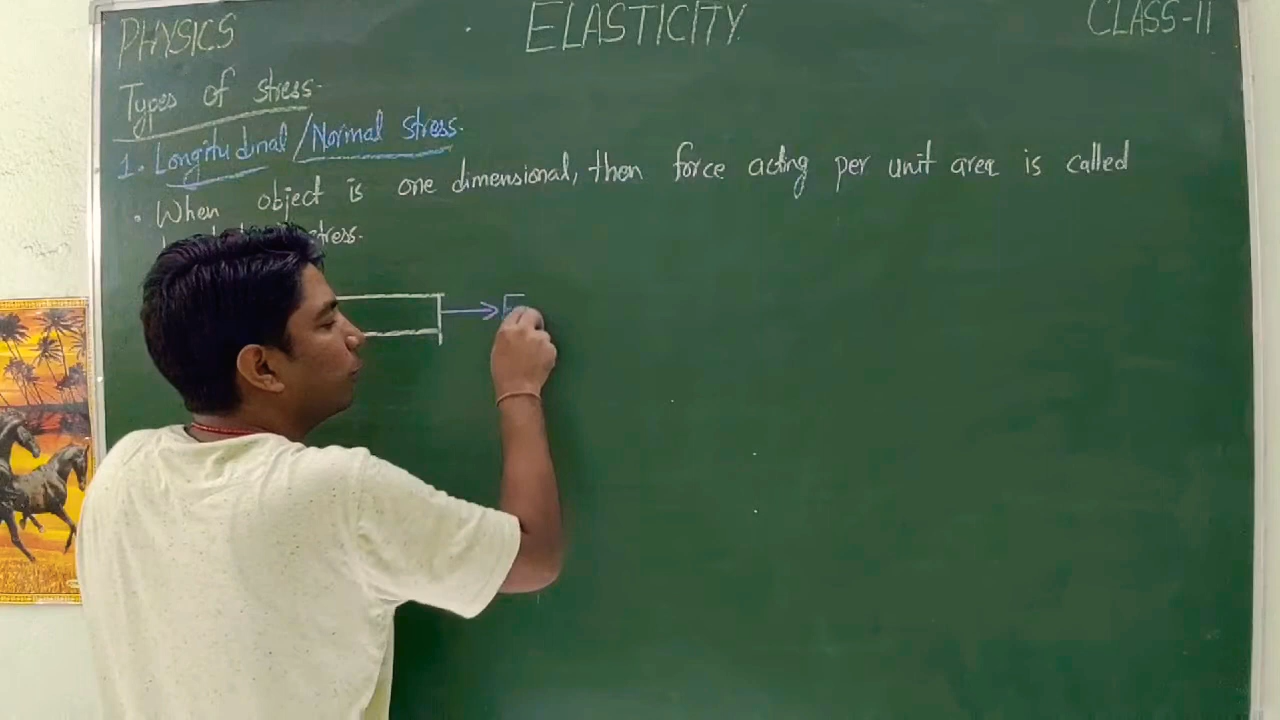 PHYSICS
ELASTICITY
CLASS-11
Types of stress.
1. Longitudinal / Normal stress.
• When object is one dimensional, then force acting per unit area is called
stress.
F